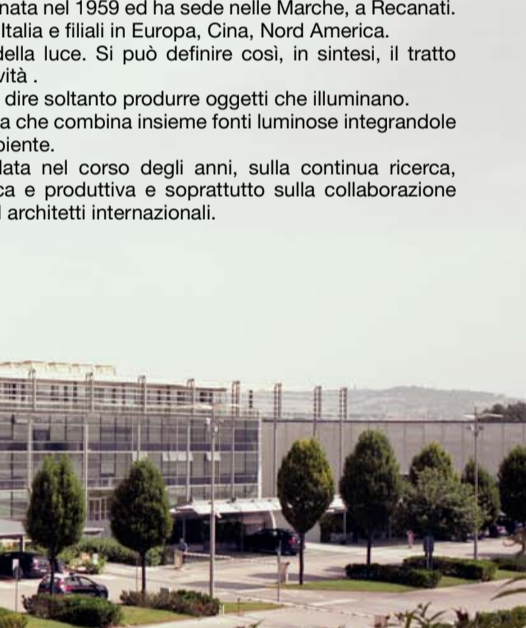 nata nel 1959 ed ha sede nelle Marche, a Recanati.
Italia e filiali in Europa, Cina, Nord America.
della luce. Si può definire così, in sintesi, il tratto
vità .
dire soltanto produrre oggetti che illuminano.
a che combina insieme fonti luminose integrandole
biente.
data nel corso degli anni, sulla continua ricerca,
ca e produttiva e soprattutto sulla collaborazione
architetti internazionali.